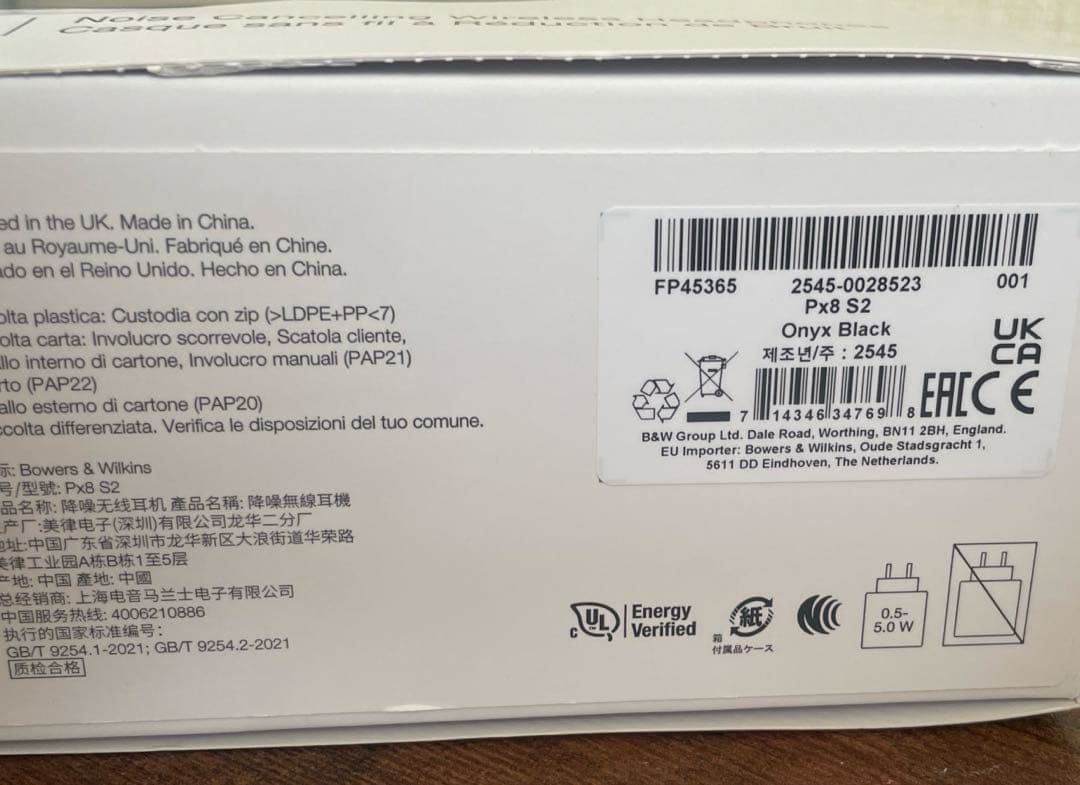 Noise Cancelling Wireless Headphones
Casque sans fil à Réduction de Bruit
ed in the UK. Made in China.
au Royaume-Uni. Fabriqué en Chine.
ado en el Reino Unido. Hecho en China.
olta plastica: Custodia con zip (>LDPE+PP<7)
olta carta: Involucro scorrevole, Scatola cliente,
llo interno di cartone, Involucro manuali (PAP21)
rto (PAP22)
allo esterno di cartone (PAP20)
ccolta differenziata. Verifica le disposizioni del tuo comune.
标: Bowers & Wilkins
号/型號: Px8 S2
品名称: 降噪无线耳机 產品名稱: 降噪無線耳機
产厂:美律电子(深圳)有限公司龙华二分厂
地址:中国广东省深圳市龙华新区大浪街道华荣路
美律工业园A栋B栋1至5层
产地: 中国 產地: 中國
总经销商: 上海电音马兰士电子有限公司
中国服务热线: 4006210886
执行的国家标准编号:
GB/T 9254.1-2021; GB/T 9254.2-2021
质检合格
FP45365 2545-0028523 001
Px8 S2
Onyx Black
제조년/주 : 2545
UK
CA
7 14346 34769 8
EAC CE
B&W Group Ltd. Dale Road, Worthing, BN11 2BH, England.
EU Importer: Bowers & Wilkins, Oude Stadsgracht 1,
5611 DD Eindhoven, The Netherlands.
c UL Energy
Verified
紙
箱
付属品ケース
0.5-
5.0 W